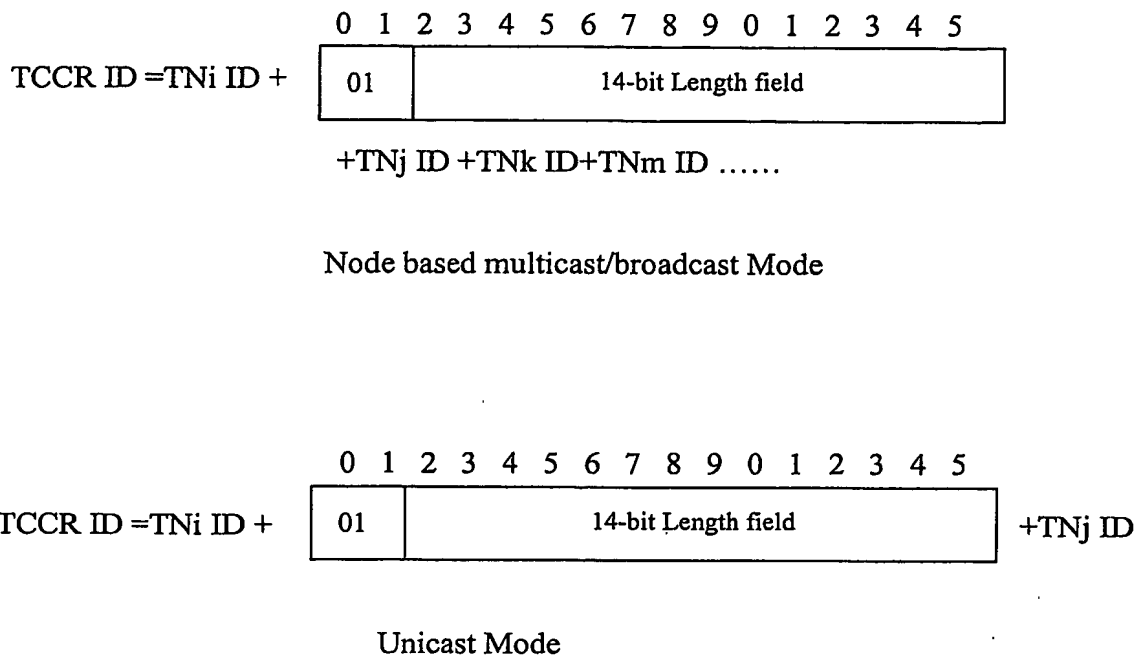 0 1 2 3 4 5 6 7 8 9 0 1 2 3 4 5
TCCR ID =TNi ID + 01 14-bit Length field
+TNj ID +TNk ID+TNm ID ......
Node based multicast/broadcast Mode
0 1 2 3 4 5 6 7 8 9 0 1 2 3 4 5
TCCR ID =TNi ID + 01 14-bit Length field +TNj ID
Unicast Mode